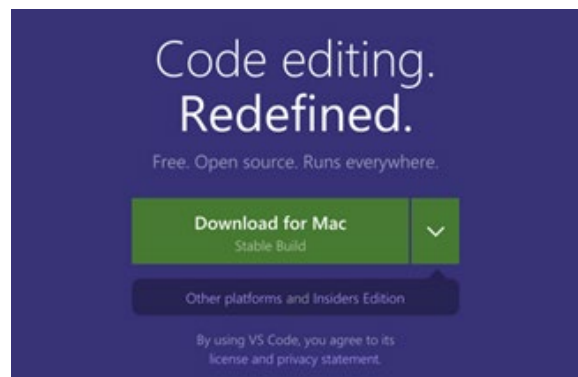 Code editing.
Redefined.
Free. Open source. Runs everywhere.
Download for Mac
Stable Build
Other platforms and Insiders Edition
By using VS Code, you agree to its
license and privacy statement.